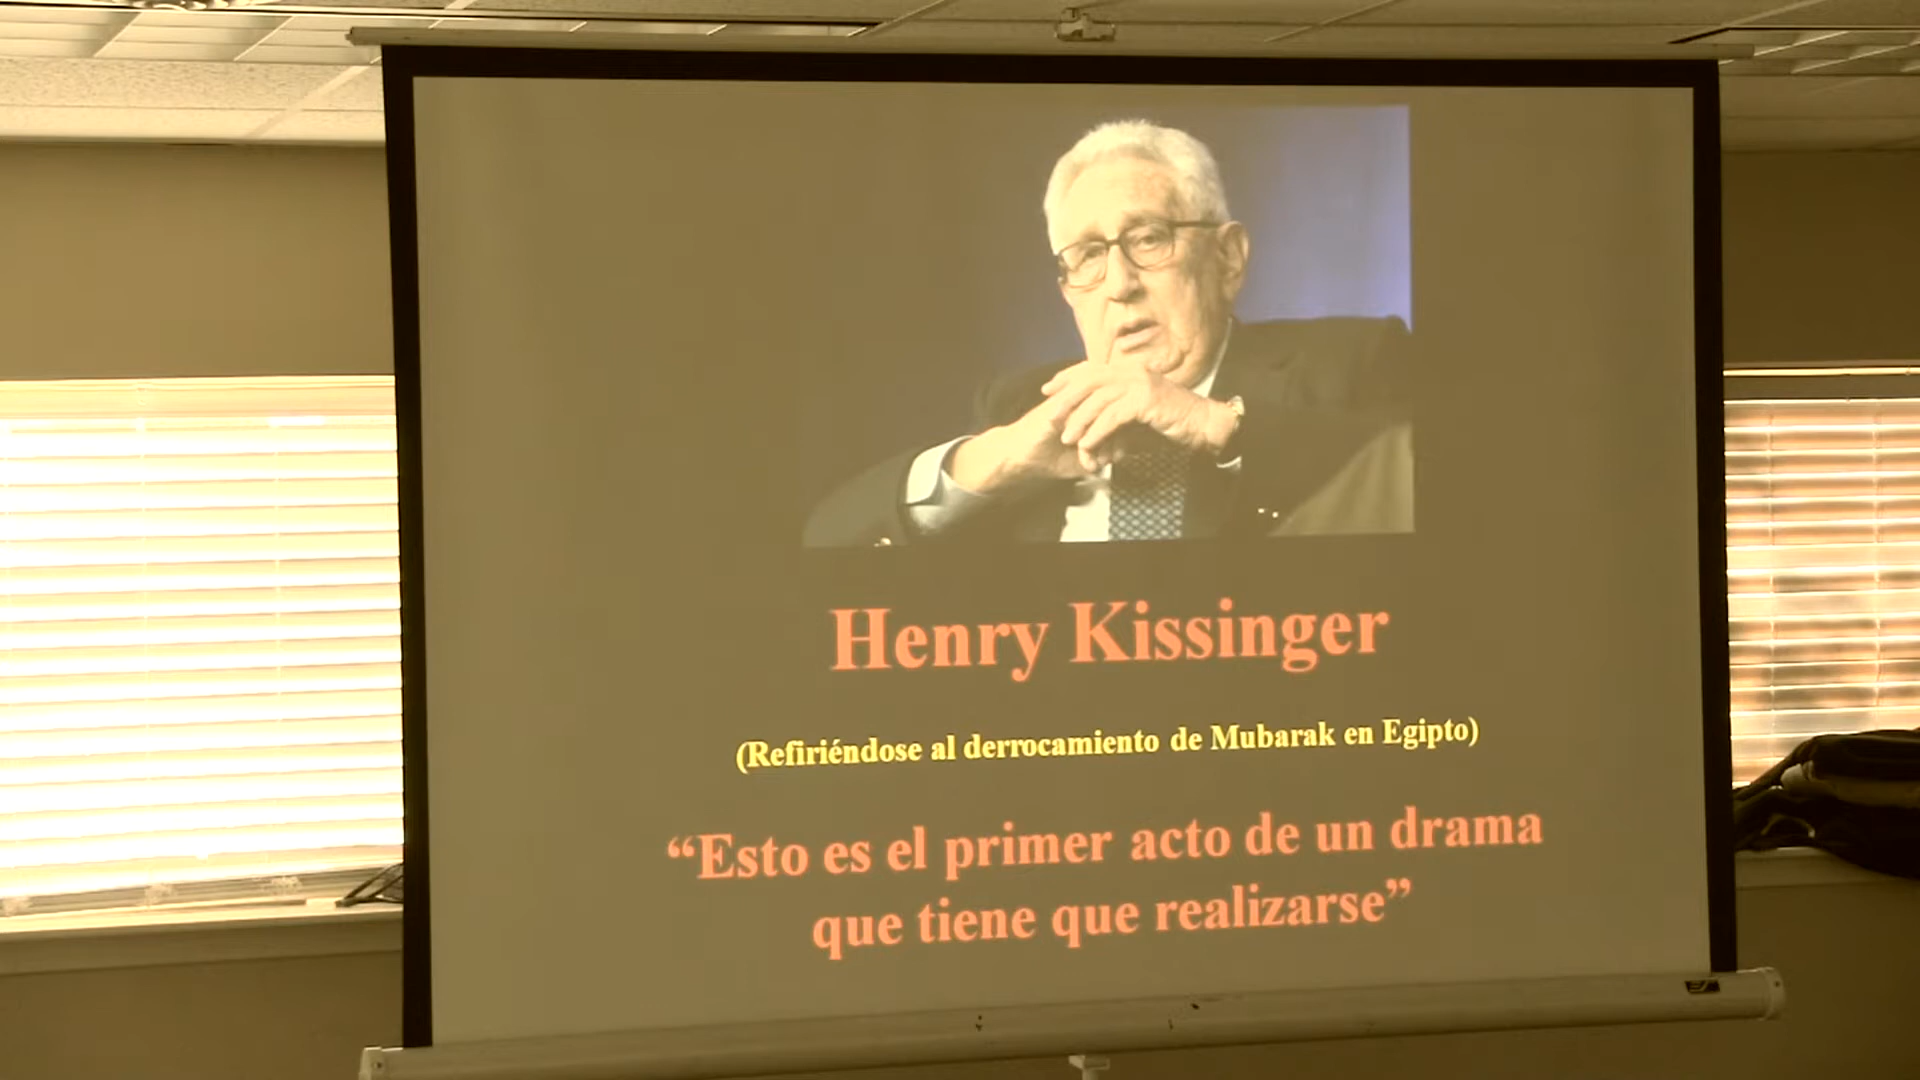 Henry Kissinger
(Refiriéndose al derrocamiento de Mubarak en Egipto)
“Esto es el primer acto de un drama
que tiene que realizarse”